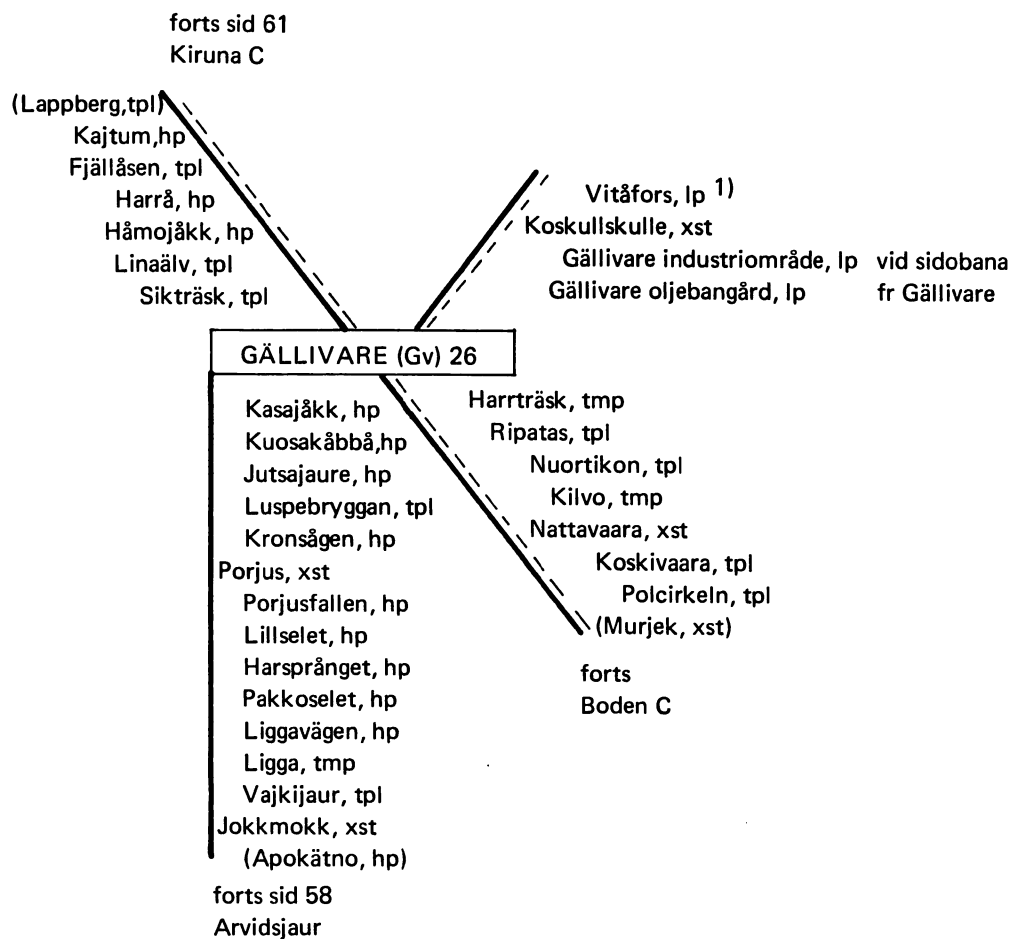 forts sid 61
Kiruna C
(Lappberg,tpl)
Kajtum,hp
Fjällåsen, tpl
Harrå, hp
Håmojåkk, hp
Linaälv, tpl
Sikträsk, tpl
Vitåfors, lp 1)
Koskullskulle, xst
Gällivare industriområde, lp vid sidobana
Gällivare oljebangård, lp fr Gällivare
GÄLLIVARE (Gv) 26
Kasajåkk, hp
Kuosakåbbå,hp
Jutsajaure, hp
Luspebryggan, tpl
Kronsågen, hp
Porjus, xst
Porjusfallen, hp
Lillselet, hp
Harsprånget, hp
Pakkoselet, hp
Liggavägen, hp
Ligga, tmp
Vajkijaur, tpl
Jokkmokk, xst
(Apokätno, hp)
forts sid 58
Arvidsjaur
Harrträsk, tmp
Ripatas, tpl
Nuortikon, tpl
Kilvo, tmp
Nattavaara, xst
Koskivaara, tpl
Polcirkeln, tpl
(Murjek, xst)
forts
Boden C